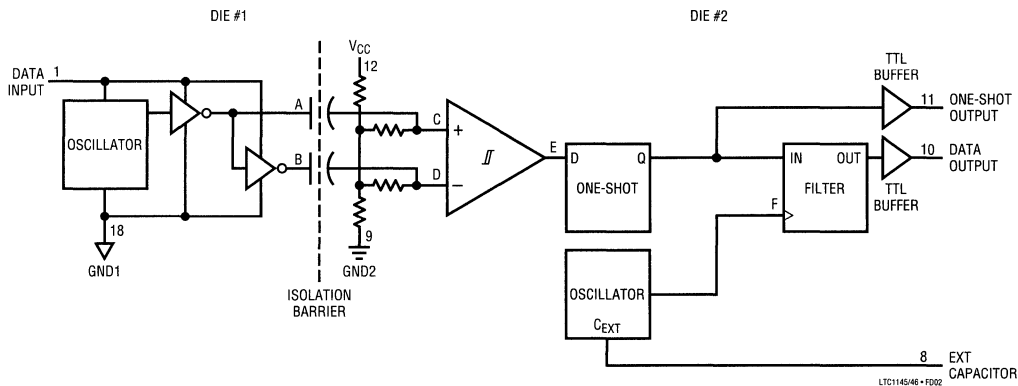 DIE #1
DIE #2
DATA
INPUT
1
OSCILLATOR
18
GND1
A
B
ISOLATION
BARRIER
VCC
12
9
GND2
C
+
D
−
E
D
Q
ONE-SHOT
OSCILLATOR
CEXT
F
IN
OUT
FILTER
TTL
BUFFER
11
ONE-SHOT
OUTPUT
10
DATA
OUTPUT
TTL
BUFFER
8
EXT
CAPACITOR
LTC1145/46 • FD02